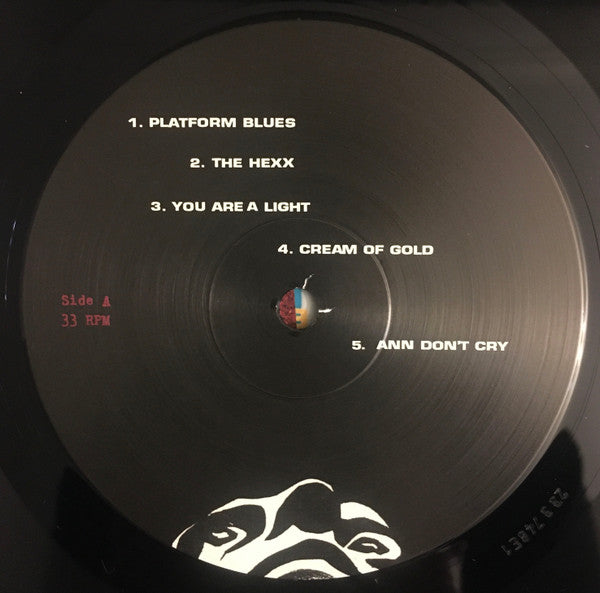 1. PLATFORM BLUES
2. THE HEXX
3. YOU ARE A LIGHT
4. CREAM OF GOLD
Side A
33 RPM
5. ANN DON'T CRY